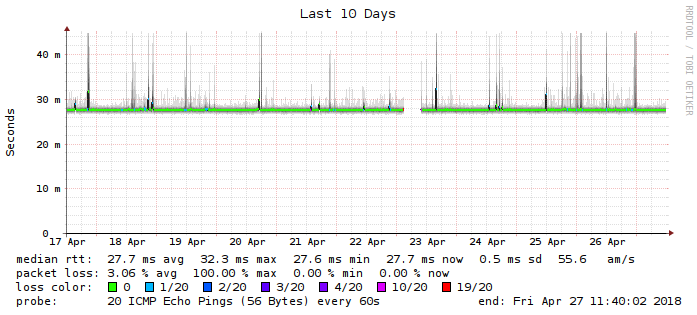 Last 10 Days
RRDTOOL / TOBI OETIKER
Seconds
40 m
30 m
20 m
10 m
0
17 Apr 18 Apr 19 Apr 20 Apr 21 Apr 22 Apr 23 Apr 24 Apr 25 Apr 26 Apr
median rtt: 27.7 ms avg 32.3 ms max 27.6 ms min 27.7 ms now 0.5 ms sd 55.6 am/s
packet loss: 3.06 % avg 100.00 % max 0.00 % min 0.00 % now
loss color: 0 1/20 2/20 3/20 4/20 10/20 19/20
probe: 20 ICMP Echo Pings (56 Bytes) every 60s end: Fri Apr 27 11:40:02 2018